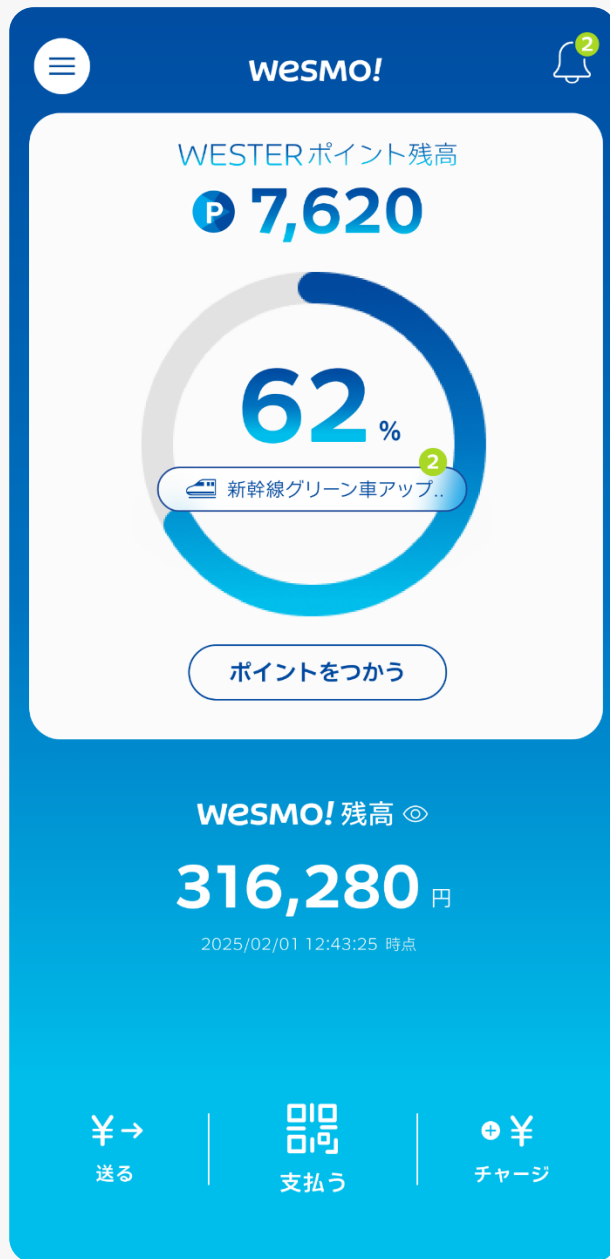 wesmo!
2
WESTERポイント残高
P 7,620
62 %
2
新幹線グリーン車アップ..
ポイントをつかう
wesmo! 残高
316,280 円
2025/02/01 12:43:25 時点
¥→ ¥
送る 支払う チャージ